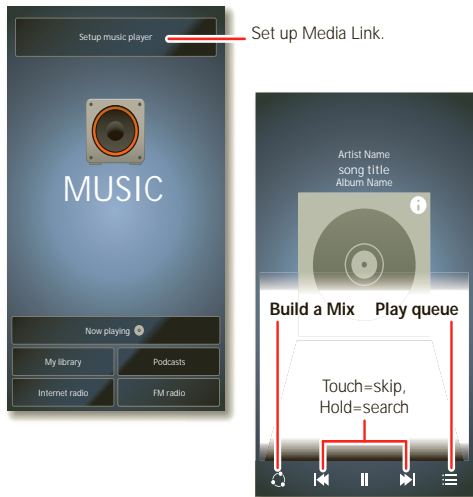 Setup music player
Set up Media Link.
MUSIC
Now playing
My library
Podcasts
Internet radio
FM radio
Artist Name
song title
Album Name
Build a Mix
Play queue
Touch=skip,
Hold=search